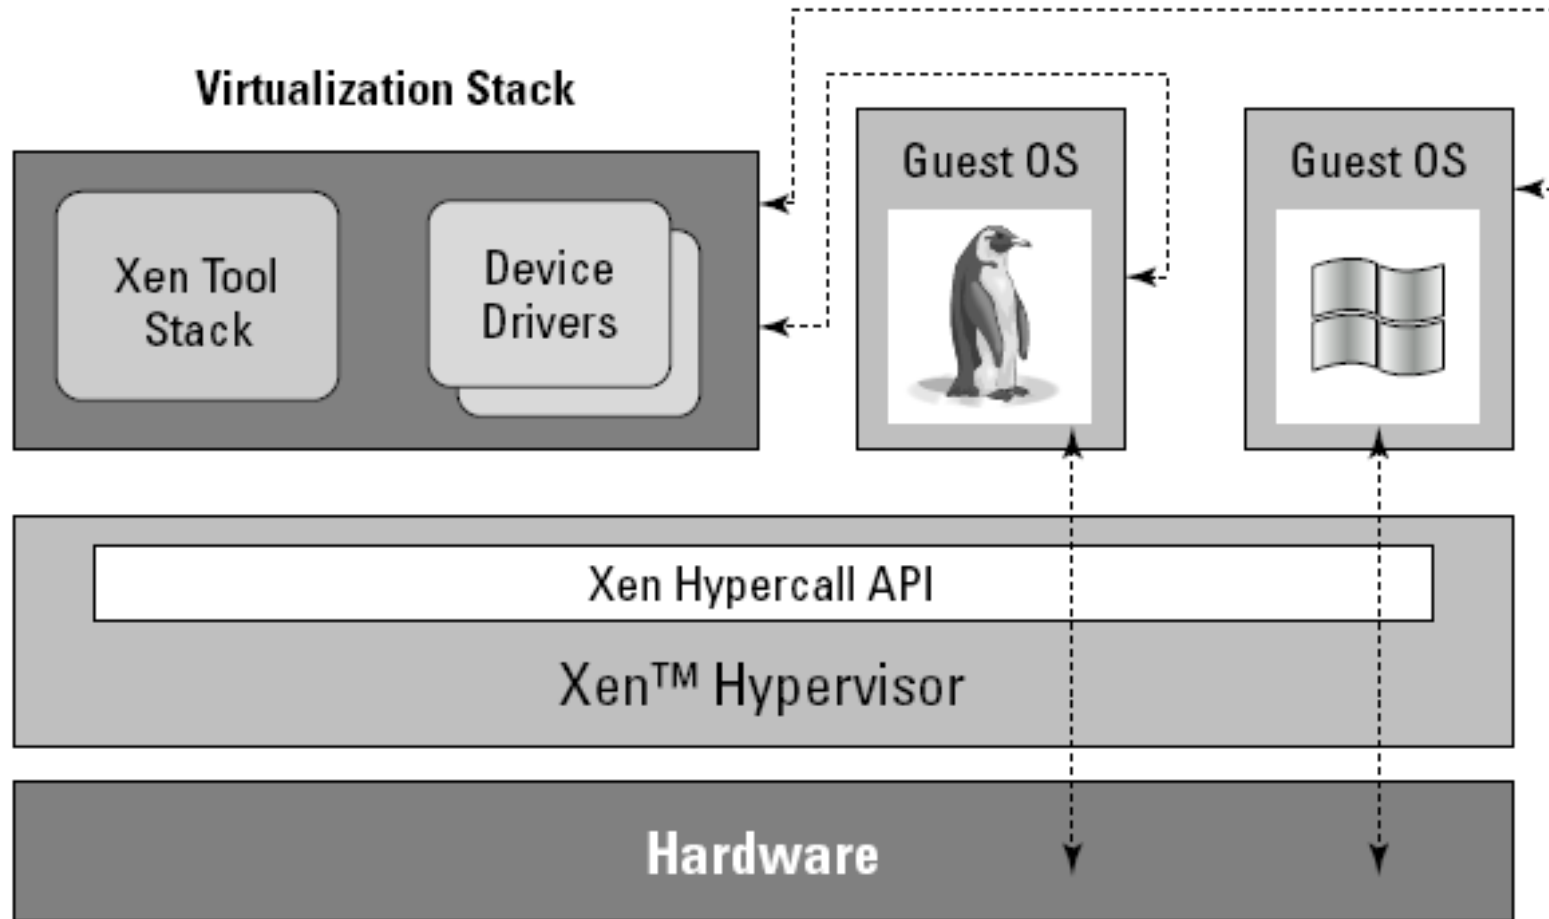 Virtualization Stack
Xen Tool
Stack
Device
Drivers
Guest OS
Guest OS
Xen Hypercall API
Xen™ Hypervisor
Hardware